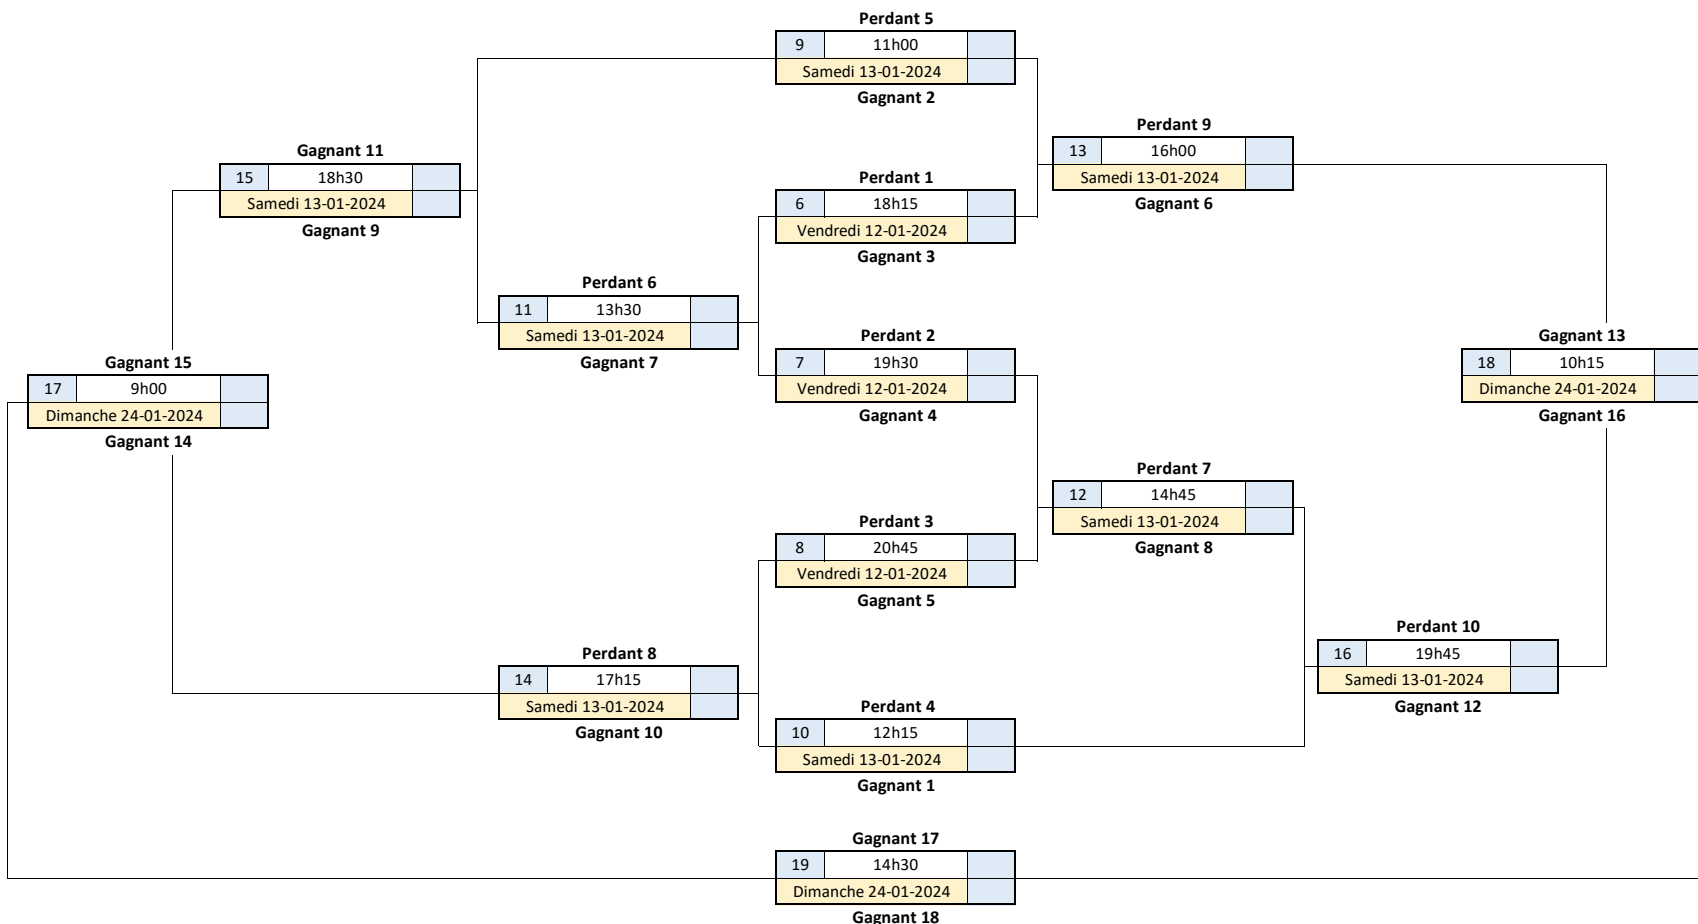 Perdant 5
9 11h00
Samedi 13-01-2024
Gagnant 2
Perdant 9
13 16h00
Samedi 13-01-2024
Gagnant 6
Gagnant 11
15 18h30
Samedi 13-01-2024
Gagnant 9
Perdant 1
6 18h15
Vendredi 12-01-2024
Gagnant 3
Perdant 6
11 13h30
Samedi 13-01-2024
Gagnant 7
Perdant 2
7 19h30
Vendredi 12-01-2024
Gagnant 4
Gagnant 13
18 10h15
Dimanche 24-01-2024
Gagnant 16
Gagnant 15
17 9h00
Dimanche 24-01-2024
Gagnant 14
Perdant 7
12 14h45
Samedi 13-01-2024
Gagnant 8
Perdant 3
8 20h45
Vendredi 12-01-2024
Gagnant 5
Perdant 10
16 19h45
Samedi 13-01-2024
Gagnant 12
Perdant 8
14 17h15
Samedi 13-01-2024
Gagnant 10
Perdant 4
10 12h15
Samedi 13-01-2024
Gagnant 1
Gagnant 17
19 14h30
Dimanche 24-01-2024
Gagnant 18